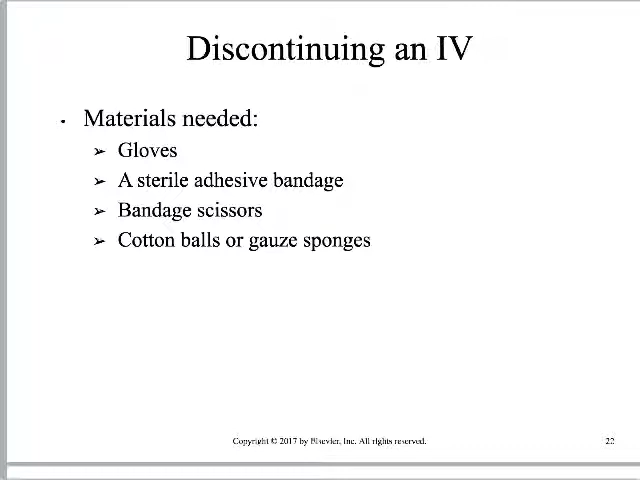 Discontinuing an IV
• Materials needed:
➢ Gloves
➢ A sterile adhesive bandage
➢ Bandage scissors
➢ Cotton balls or gauze sponges
Copyright © 2017 by Elsevier, Inc. All rights reserved.
22